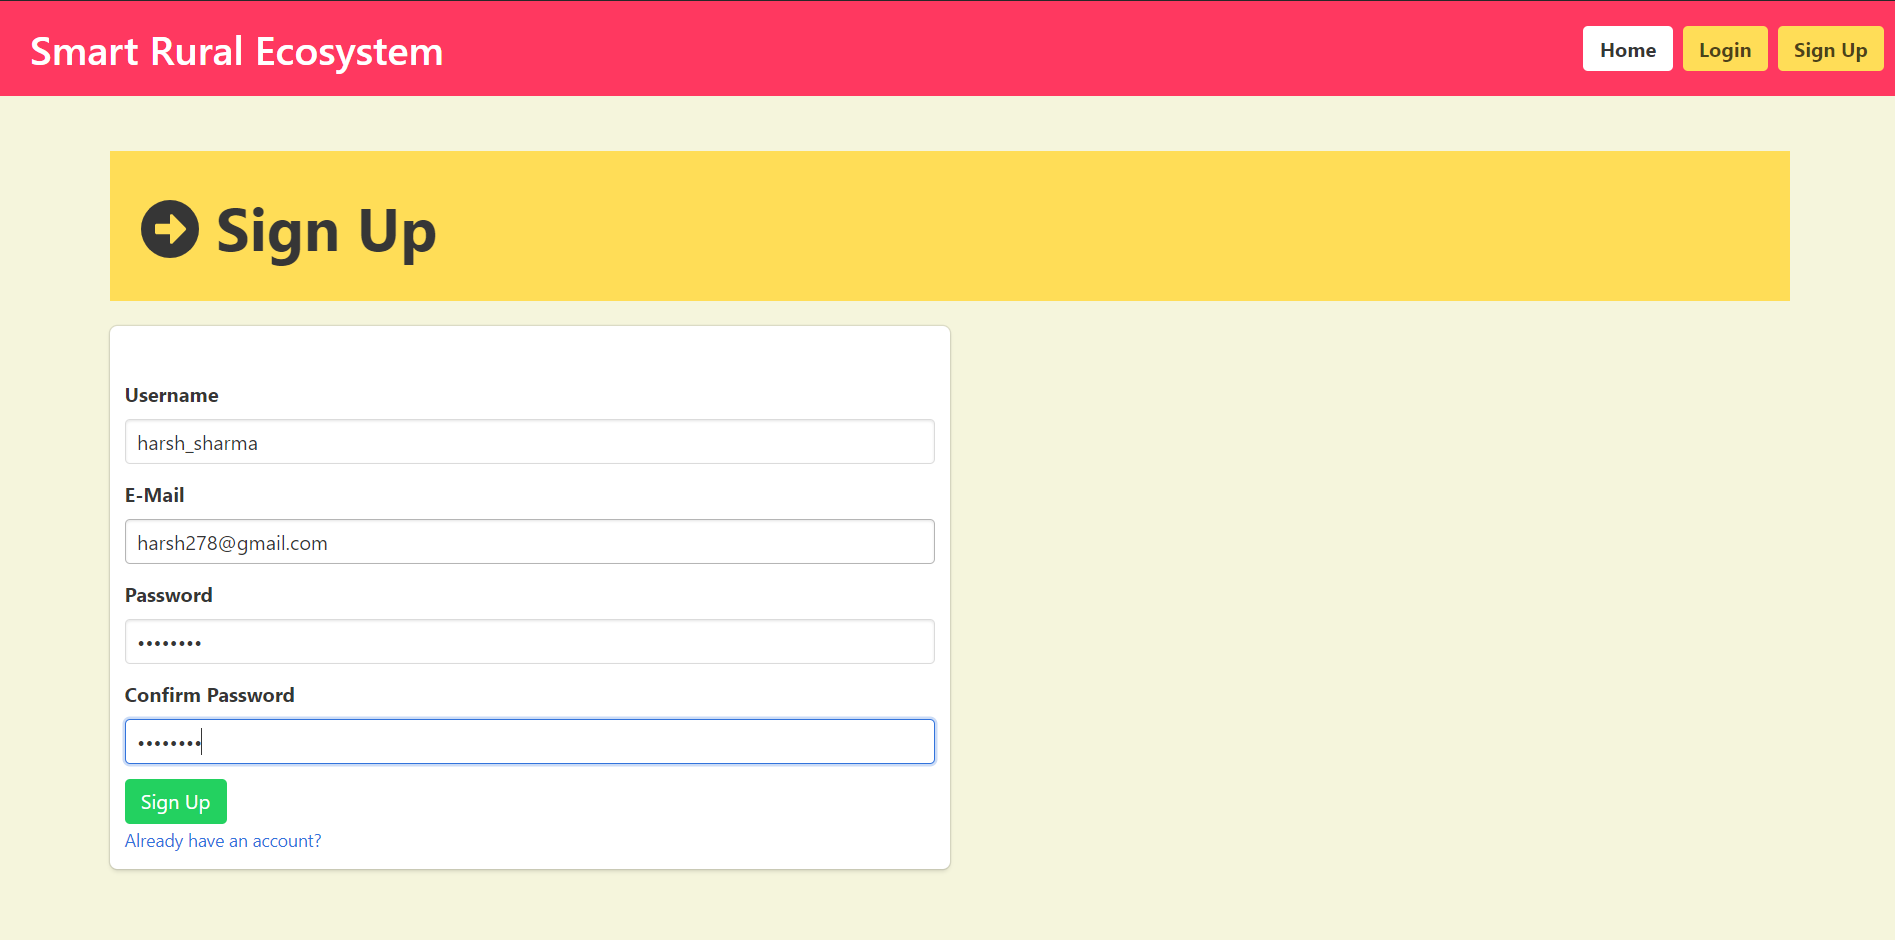 Smart Rural Ecosystem
Home Login Sign Up
Sign Up
Username
harsh_sharma
E-Mail
harsh278@gmail.com
Password
••••••••
Confirm Password
••••••••
Sign Up
Already have an account?